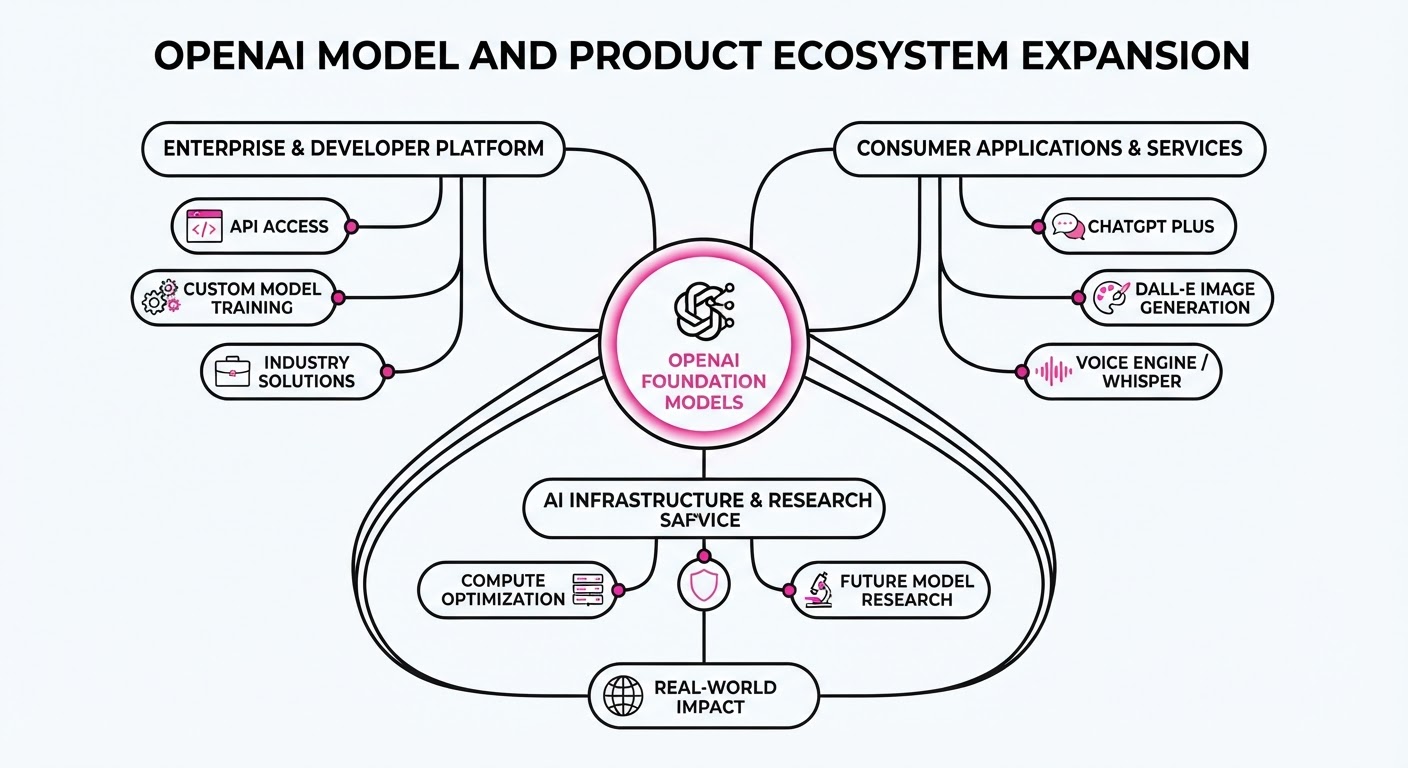 OPENAI MODEL AND PRODUCT ECOSYSTEM EXPANSION
ENTERPRISE & DEVELOPER PLATFORM
</> API ACCESS
CUSTOM MODEL
TRAINING
INDUSTRY
SOLUTIONS
CONSUMER APPLICATIONS & SERVICES
CHATGPT PLUS
DALL-E IMAGE
GENERATION
VOICE ENGINE /
WHISPER
OPENAI
FOUNDATION
MODELS
AI INFRASTRUCTURE & RESEARCH
COMPUTE
OPTIMIZATION
FUTURE MODEL
RESEARCH
REAL-WORLD
IMPACT